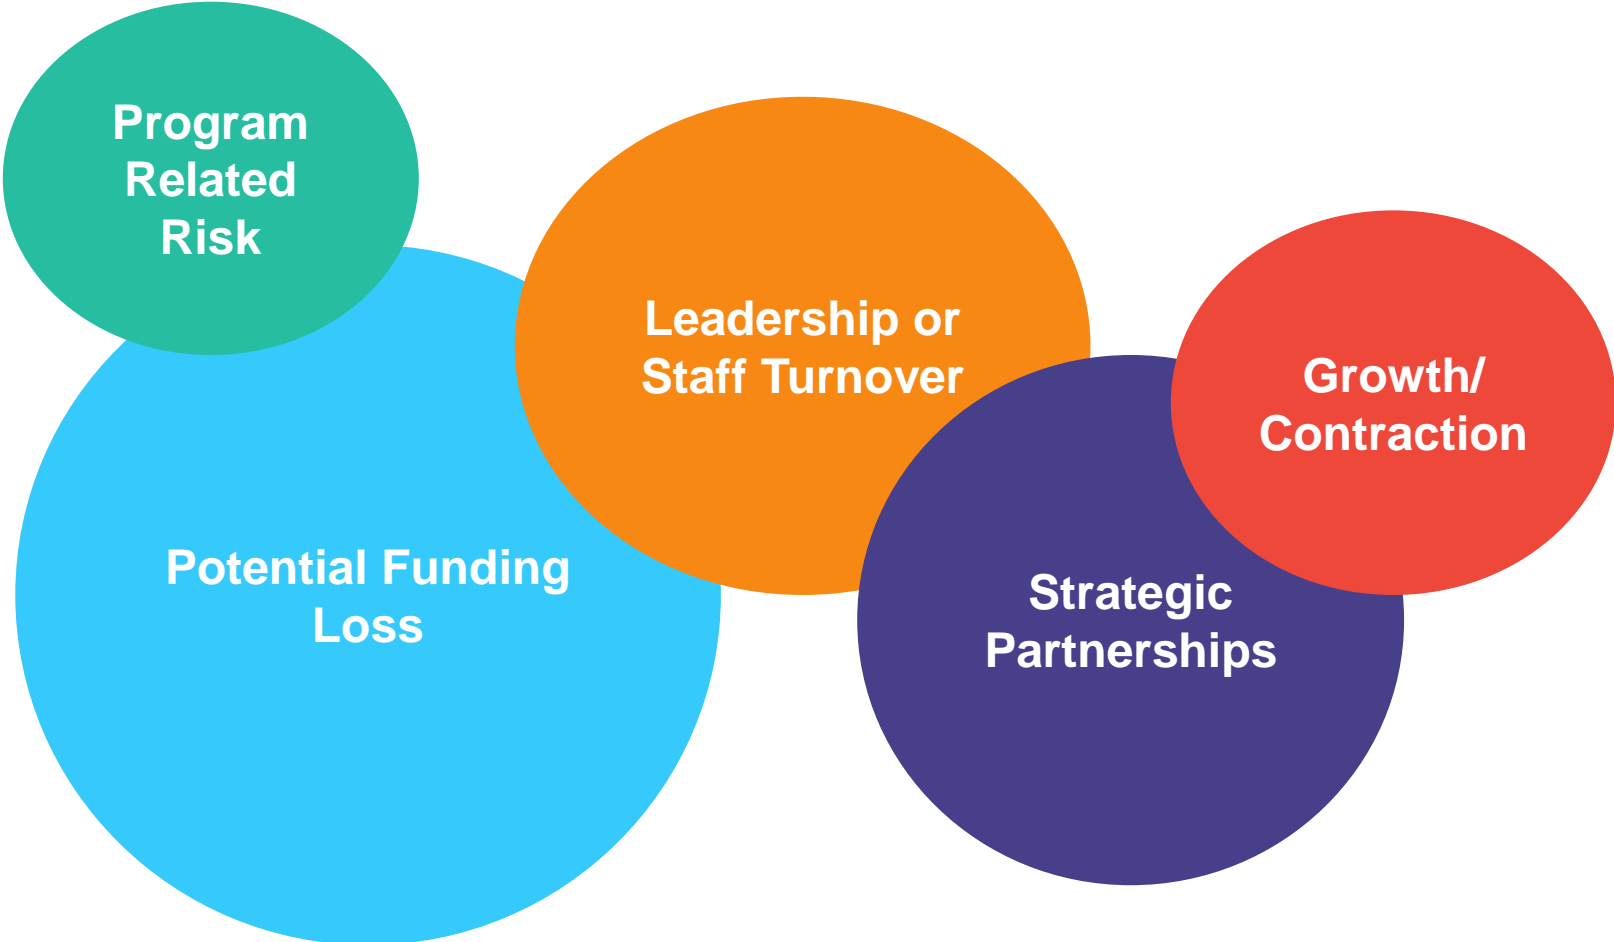 Program
Related
Risk
Leadership or
Staff Turnover
Growth/
Contraction
Potential Funding
Loss
Strategic
Partnerships